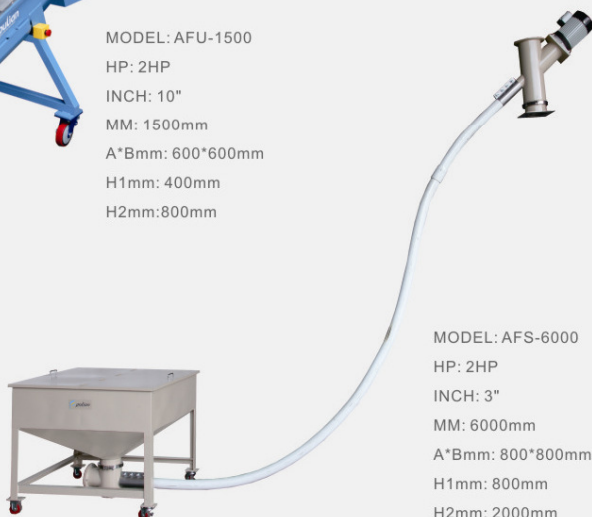 MODEL: AFU-1500
HP: 2HP
INCH: 10"
MM: 1500mm
A*Bmm: 600*600mm
H1mm: 400mm
H2mm:800mm
MODEL: AFS-6000
HP: 2HP
INCH: 3"
MM: 6000mm
A*Bmm: 800*800mm
H1mm: 800mm
H2mm: 2000mm